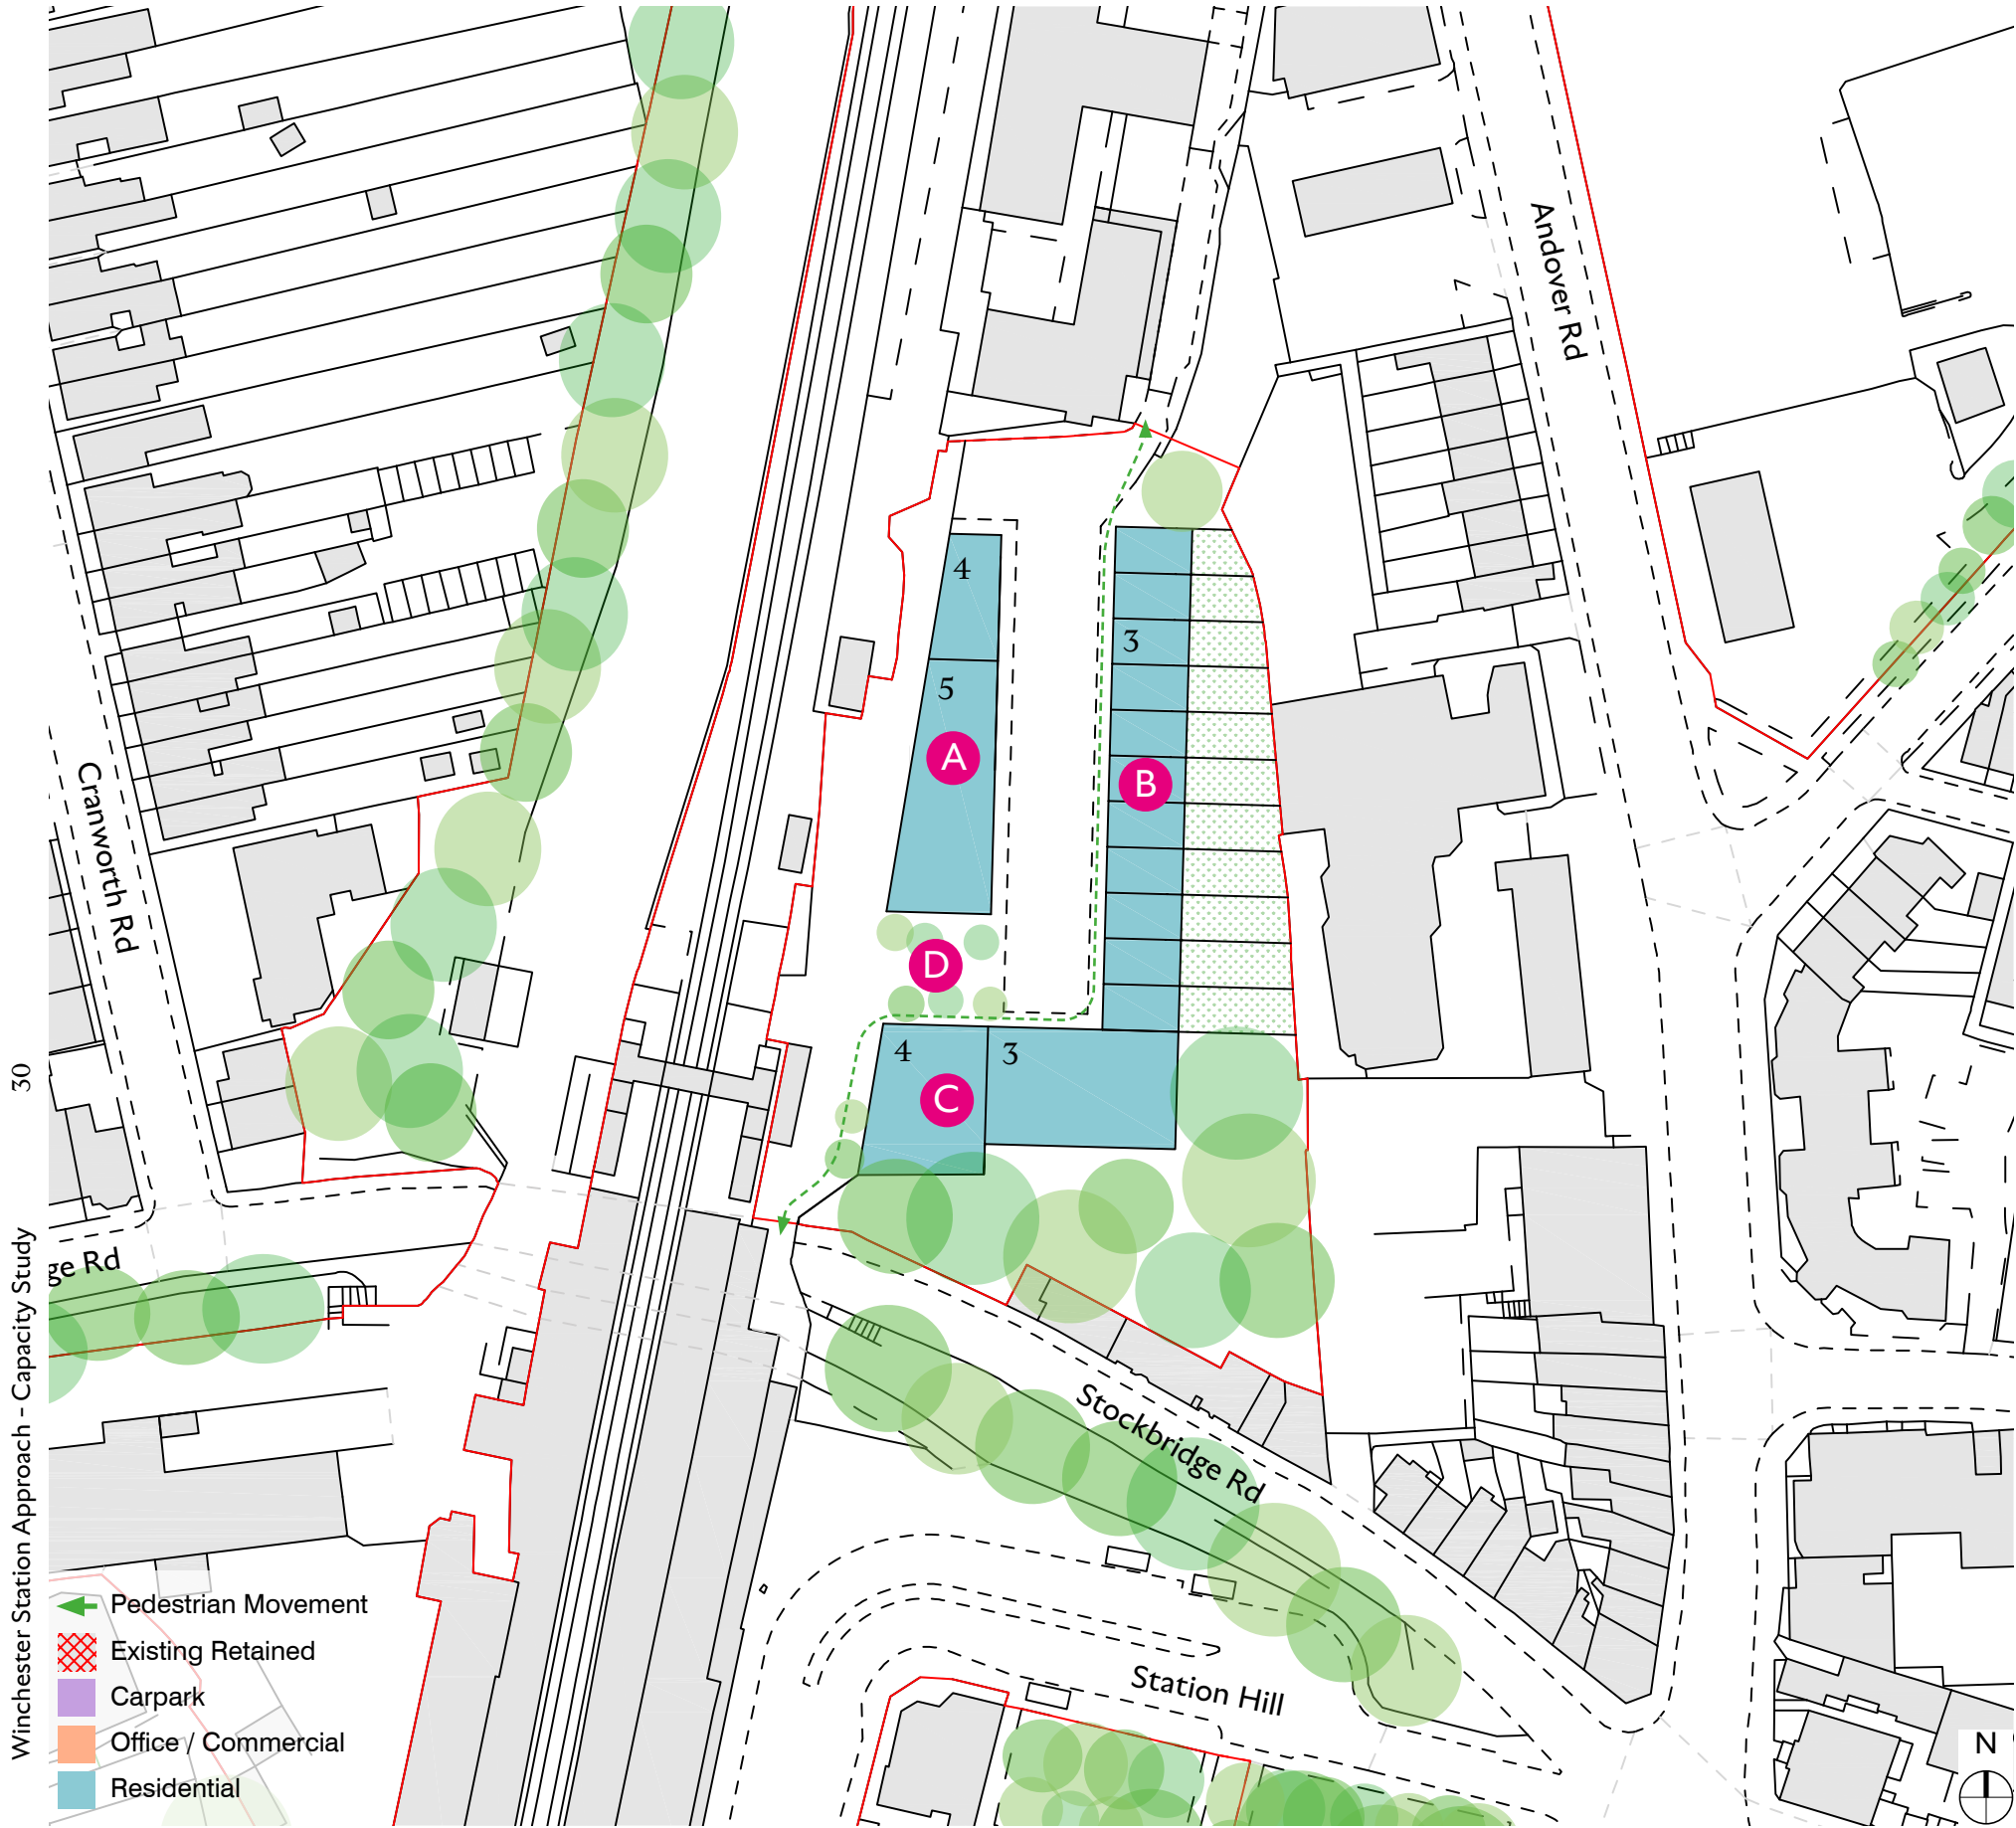 Andover Rd
4
3
5
A
B
Cranworth Rd
D
4
3
C
30
Winchester Station Approach - Capacity Study
ge Rd
Stockbridge Rd
Station Hill
Pedestrian Movement
Existing Retained
Carpark
Office / Commercial
Residential
N